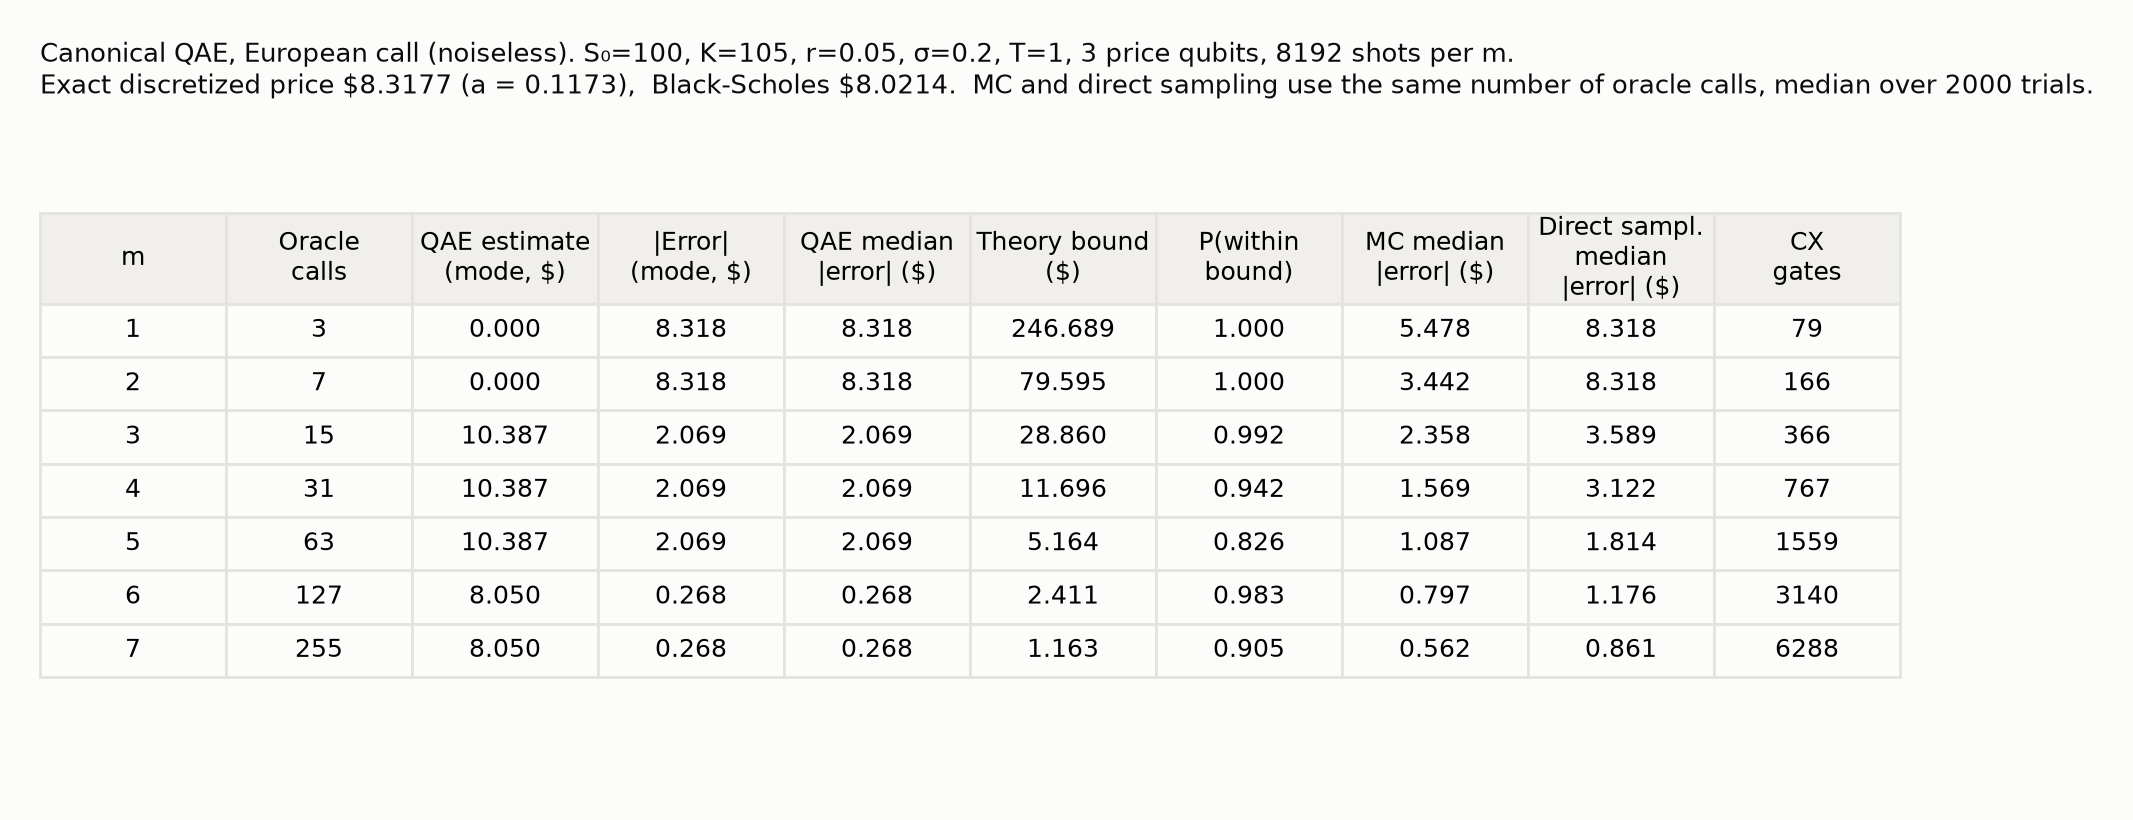 Canonical QAE, European call (noiseless). S₀=100, K=105, r=0.05, σ=0.2, T=1, 3 price qubits, 8192 shots per m.
Exact discretized price $8.3177 (a = 0.1173),  Black-Scholes $8.0214.  MC and direct sampling use the same number of oracle calls, median over 2000 trials.
m
Oracle
calls
QAE estimate
(mode, $)
|Error|
(mode, $)
QAE median
|error| ($)
Theory bound
($)
P(within
bound)
MC median
|error| ($)
Direct sampl.
median
|error| ($)
CX
gates
1 3 0.000 8.318 8.318 246.689 1.000 5.478 8.318 79
2 7 0.000 8.318 8.318 79.595 1.000 3.442 8.318 166
3 15 10.387 2.069 2.069 28.860 0.992 2.358 3.589 366
4 31 10.387 2.069 2.069 11.696 0.942 1.569 3.122 767
5 63 10.387 2.069 2.069 5.164 0.826 1.087 1.814 1559
6 127 8.050 0.268 0.268 2.411 0.983 0.797 1.176 3140
7 255 8.050 0.268 0.268 1.163 0.905 0.562 0.861 6288